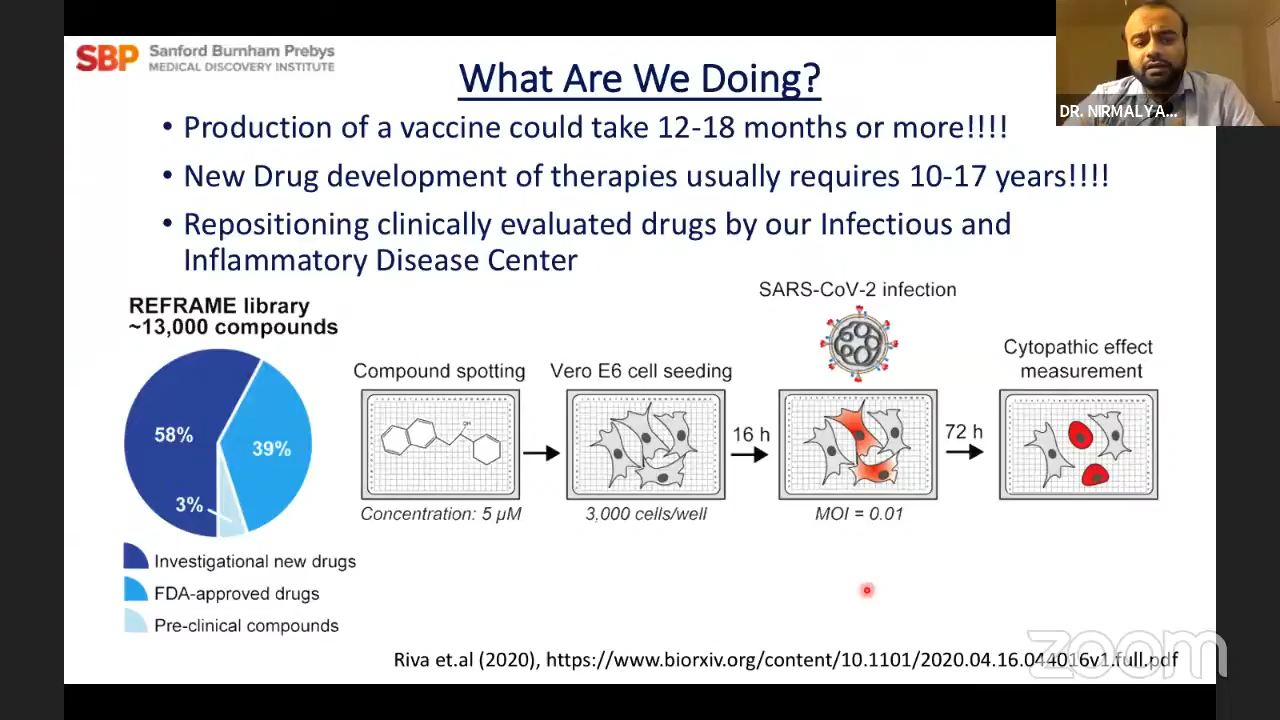 SBP Sanford Burnham Prebys
MEDICAL DISCOVERY INSTITUTE
What Are We Doing?
DR. NIRMALYA...
• Production of a vaccine could take 12-18 months or more!!!!
• New Drug development of therapies usually requires 10-17 years!!!!
• Repositioning clinically evaluated drugs by our Infectious and
Inflammatory Disease Center
REFRAME library
~13,000 compounds
58%
39%
3%
Investigational new drugs
FDA-approved drugs
Pre-clinical compounds
Compound spotting
OH
Concentration: 5 µM
Vero E6 cell seeding
3,000 cells/well
16 h
SARS-CoV-2 infection
MOI = 0.01
72 h
Cytopathic effect
measurement
Riva et.al (2020), https://www.biorxiv.org/content/10.1101/2020.04.16.044016v1.full.pdf
zoom